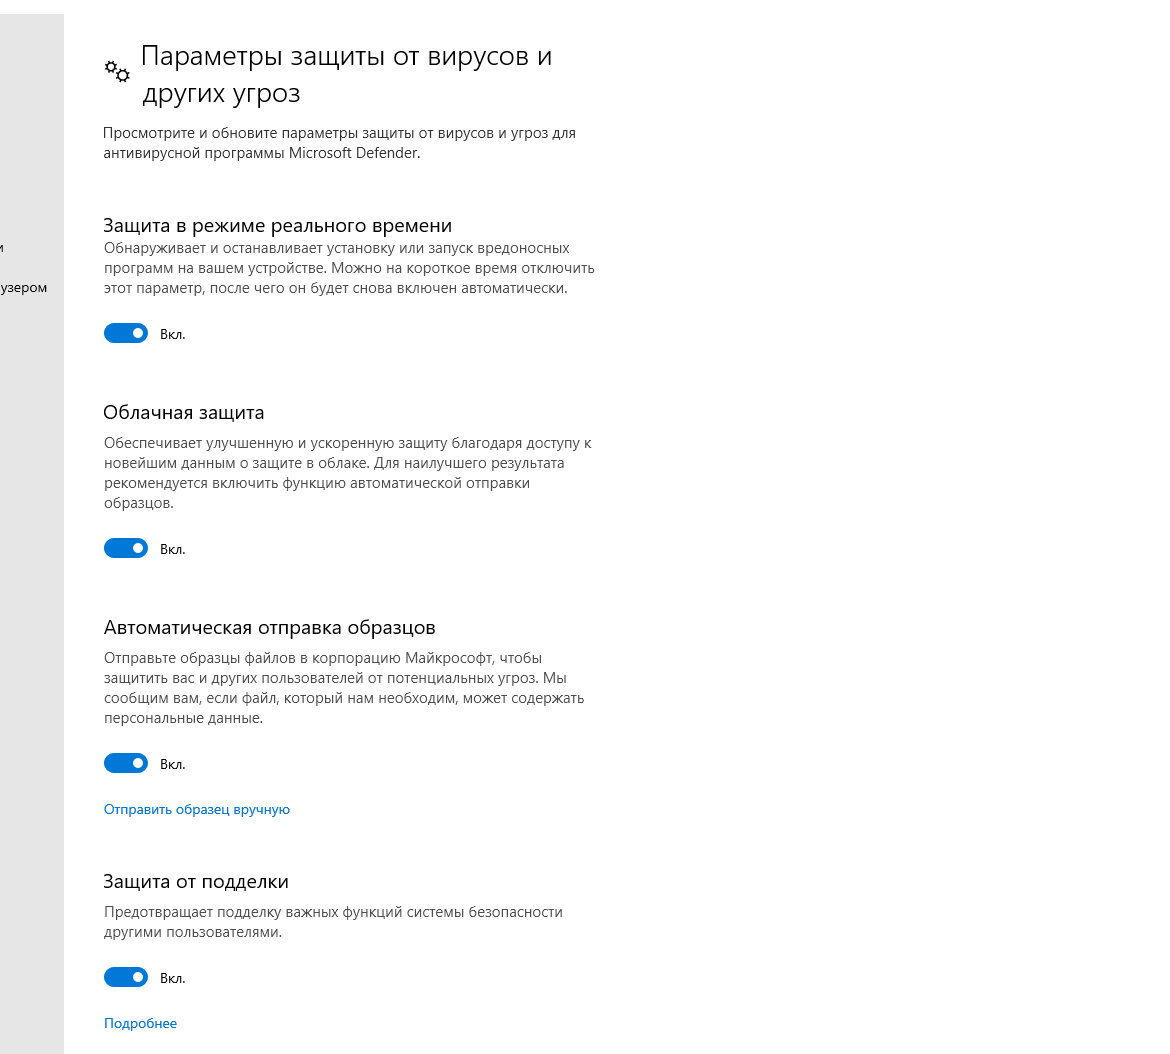 Параметры защиты от вирусов и
других угроз
Просмотрите и обновите параметры защиты от вирусов и угроз для
антивирусной программы Microsoft Defender.
Защита в режиме реального времени
Обнаруживает и останавливает установку или запуск вредоносных
программ на вашем устройстве. Можно на короткое время отключить
этот параметр, после чего он будет снова включен автоматически.
Вкл.
Облачная защита
Обеспечивает улучшенную и ускоренную защиту благодаря доступу к
новейшим данным о защите в облаке. Для наилучшего результата
рекомендуется включить функцию автоматической отправки
образцов.
Вкл.
Автоматическая отправка образцов
Отправьте образцы файлов в корпорацию Майкрософт, чтобы
защитить вас и других пользователей от потенциальных угроз. Мы
сообщим вам, если файл, который нам необходим, может содержать
персональные данные.
Вкл.
Отправить образец вручную
Защита от подделки
Предотвращает подделку важных функций системы безопасности
другими пользователями.
Вкл.
Подробнее
узером